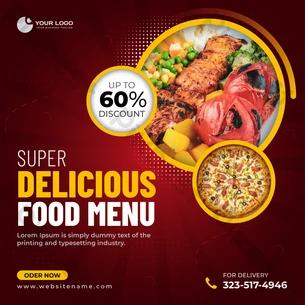 YOUR LOGO
UP TO
60%
DISCOUNT
SUPER
DELICIOUS
FOOD MENU
Lorem Ipsum is simply dummy text of the
printing and typesetting industry.
ODER NOW
www.websitename.com
FOR DELIVERY
323-517-4946